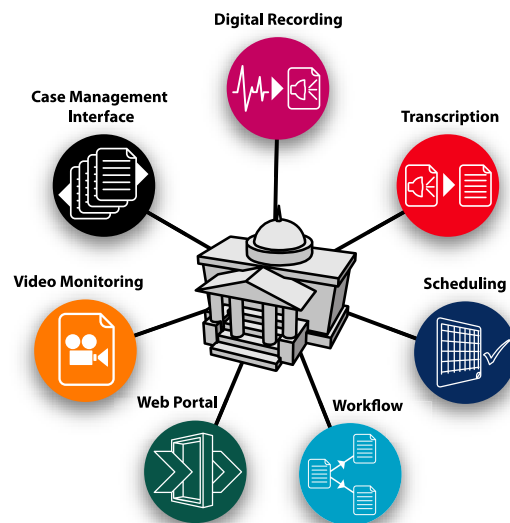 Digital Recording
Case Management
Interface
Transcription
Video Monitoring
Scheduling
Web Portal
Workflow